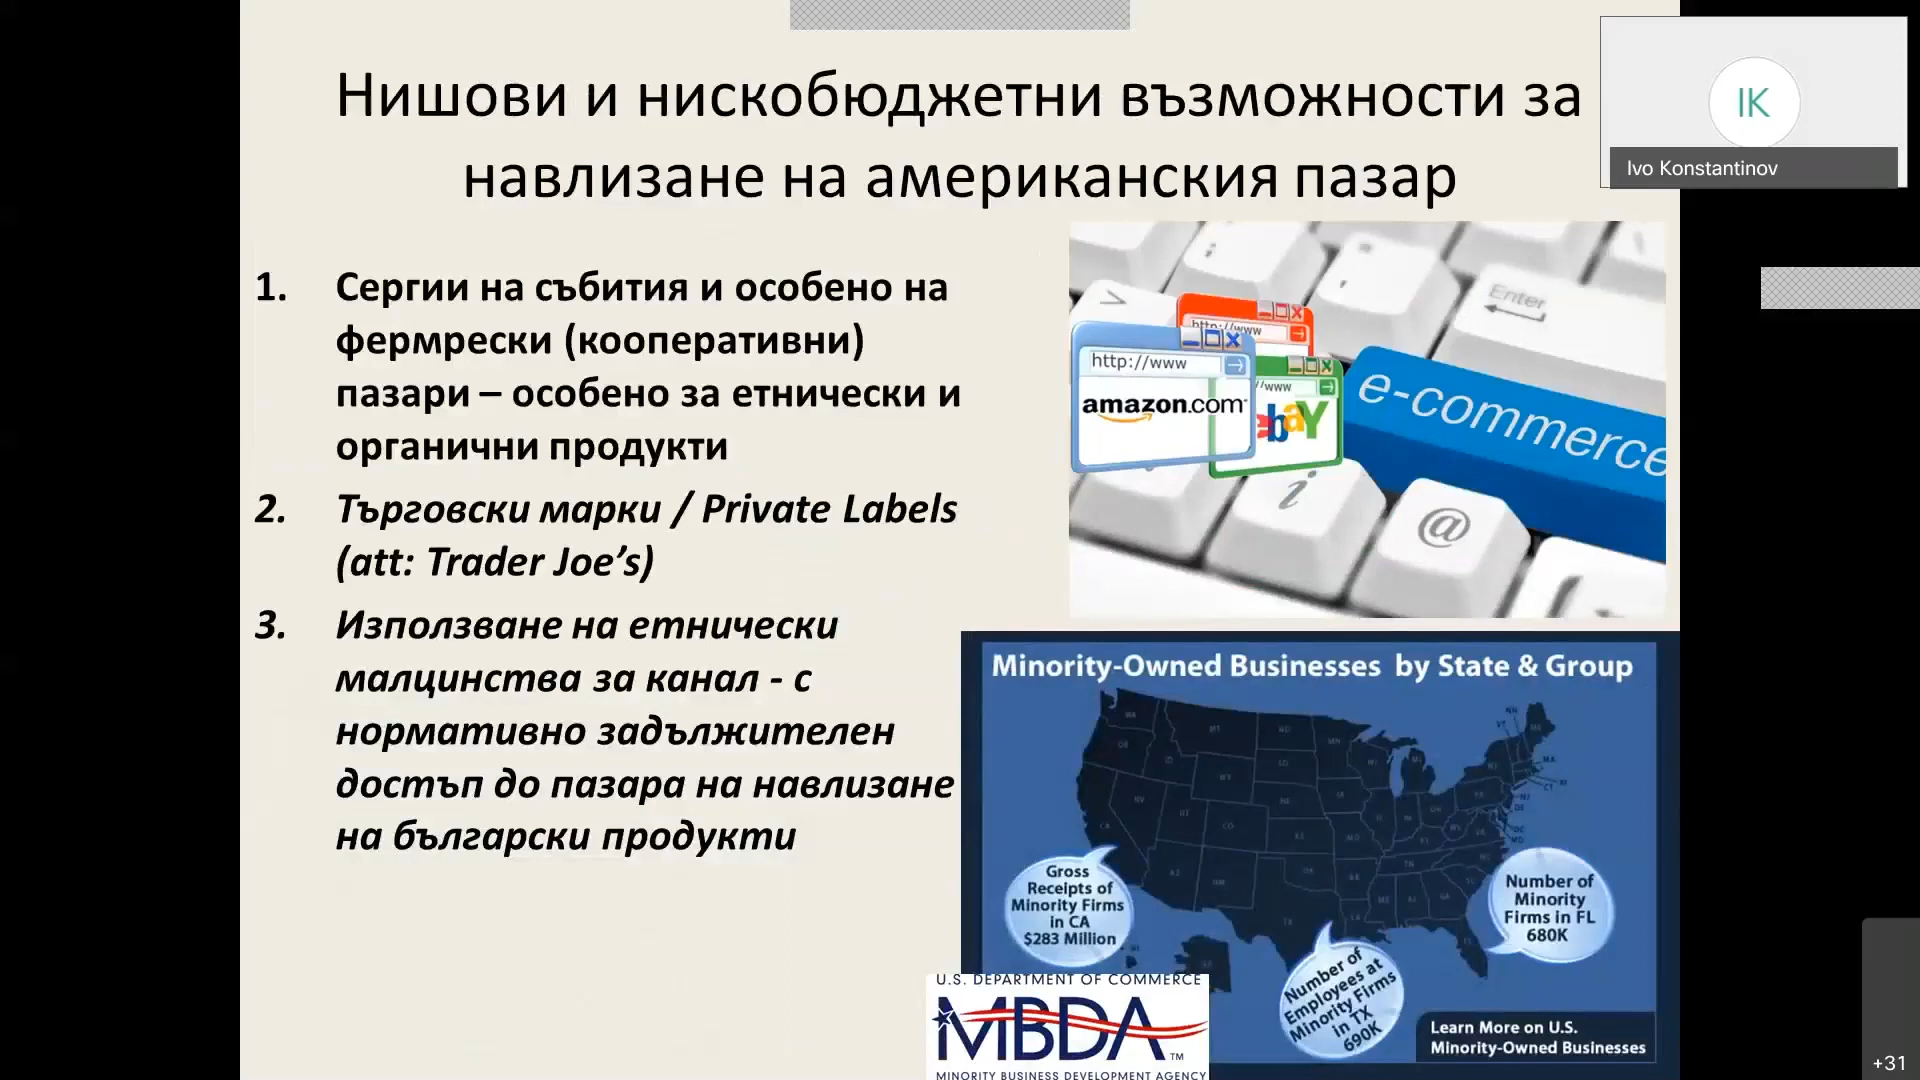 Нишови и нискобюджетни възможности за
навлизане на американския пазар
IK
Ivo Konstantinov
1. Сергии на събития и особено на
фермрески (кооперативни)
пазари – особено за етнически и
органични продукти
2. Търговски марки / Private Labels
(att: Trader Joe’s)
3. Използване на етнически
малцинства за канал - с
нормативно задължителен
достъп до пазара на навлизане
на български продукти
Enter
http://www
http://www
amazon.com
//www
ebaY
e-commerce
i
@
Minority-Owned Businesses by State & Group
Gross
Receipts of
Minority Firms
in CA
$283 Million
Number of
Minority
Firms in FL
680K
Number of
Employees at
Minority Firms
in TX
690K
Learn More on U.S.
Minority-Owned Businesses
U.S. DEPARTMENT OF COMMERCE
MBDA™
MINORITY BUSINESS DEVELOPMENT AGENCY
+31